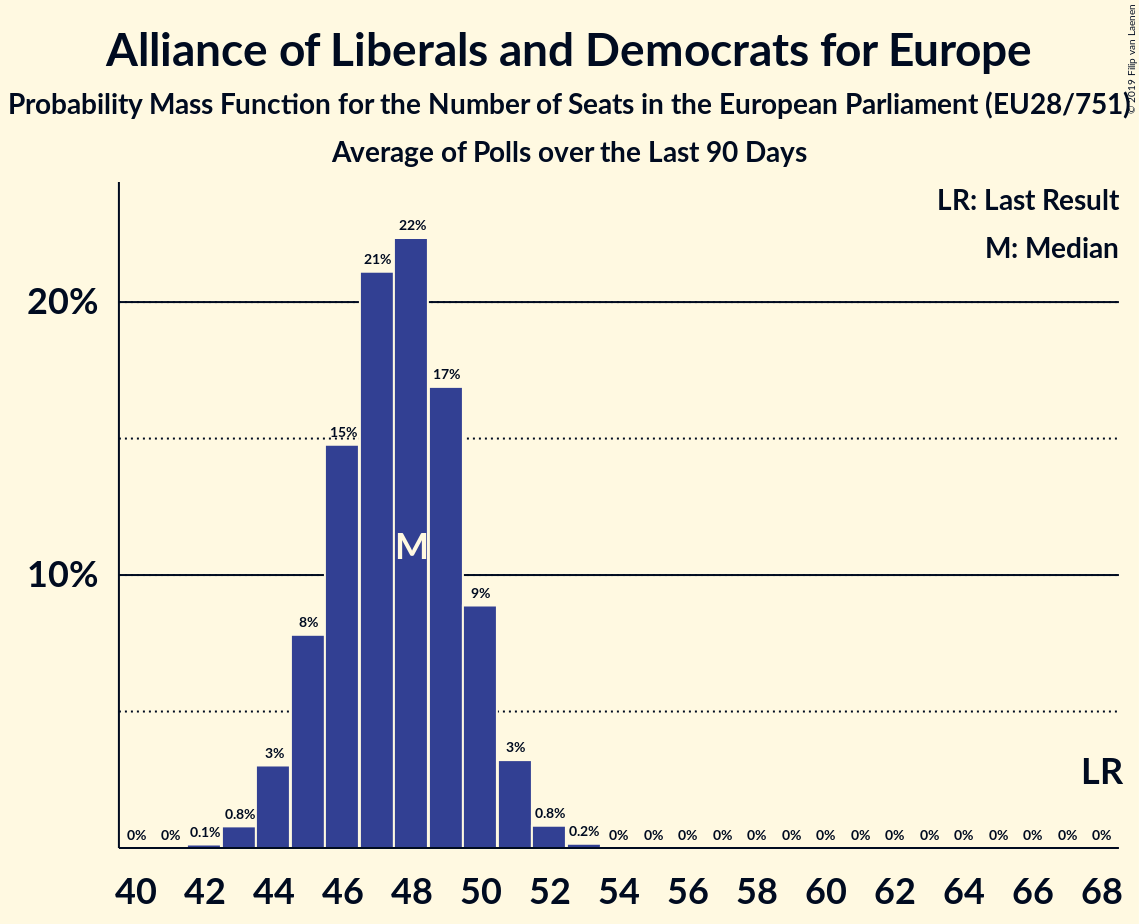 Alliance of Liberals and Democrats for Europe
Probability Mass Function for the Number of Seats in the European Parliament (EU28/751)
Average of Polls over the Last 90 Days
© 2019 Filip van Laenen
LR: Last Result
M: Median
20%
10%
0% 0% 0.1% 0.8% 3% 8% 15% 21% 22% 17% 9% 3% 0.8% 0.2% 0% 0% 0% 0% 0% 0% 0% 0% 0% 0% 0% 0% 0% 0% 0%
M
LR
40 42 44 46 48 50 52 54 56 58 60 62 64 66 68